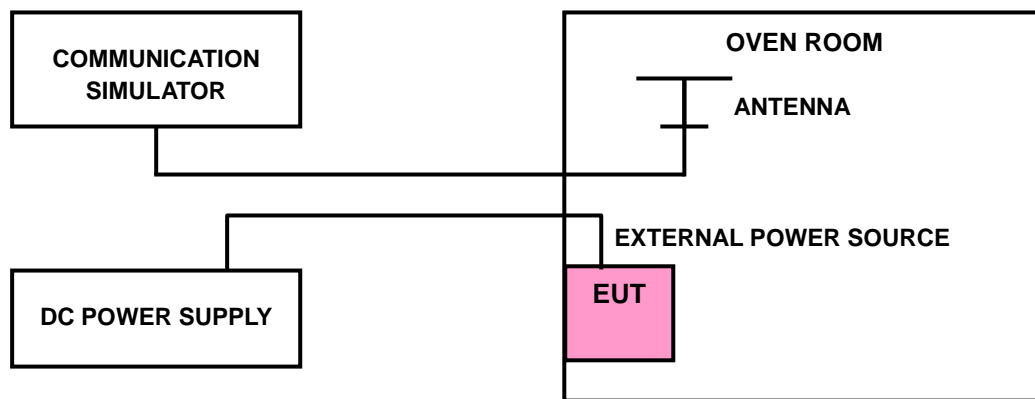 COMMUNICATION
SIMULATOR
OVEN ROOM
ANTENNA
EXTERNAL POWER SOURCE
DC POWER SUPPLY
EUT